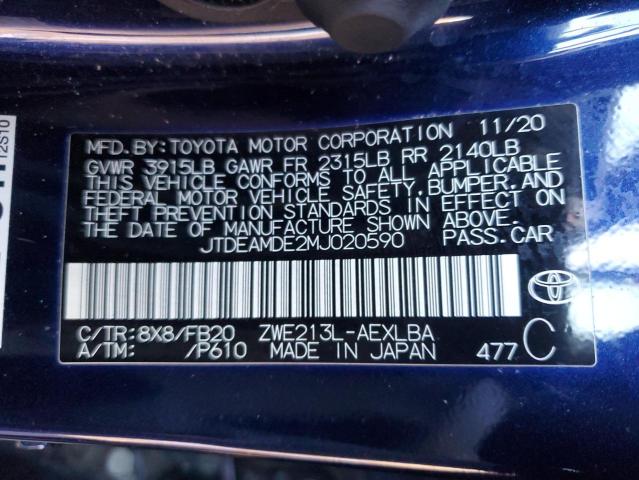 MFD.BY:TOYOTA MOTOR CORPORATION 11/20
GVWR 3915LB GAWR FR 2315LB RR 2140LB
THIS VEHICLE CONFORMS TO ALL APPLICABLE
FEDERAL MOTOR VEHICLE SAFETY,BUMPER,AND
THEFT PREVENTION STANDARDS IN EFFECT ON
THE DATE OF MANUFACTURE SHOWN ABOVE.
JTDEAMDE2MJ020590 PASS.CAR
C/TR:8X8/FB20 ZWE213L-AEXLBA
A/TM: /P610 MADE IN JAPAN 477 C
12S10